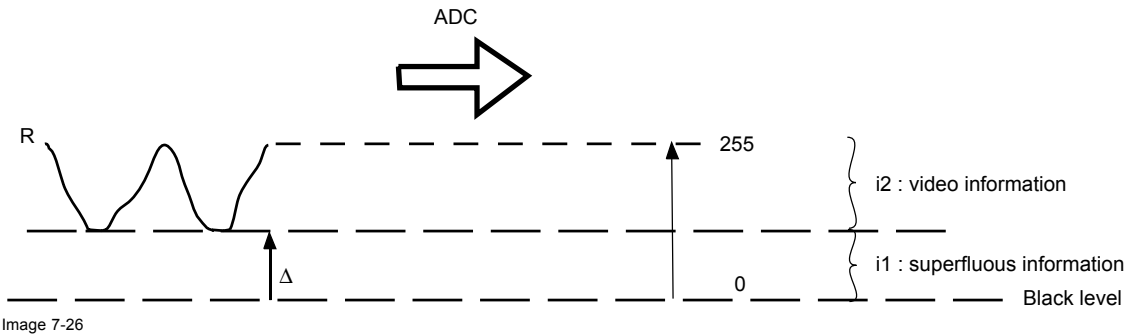 ADC
R
255
i2 : video information
Δ
i1 : superfluous information
0
Black level
Image 7-26